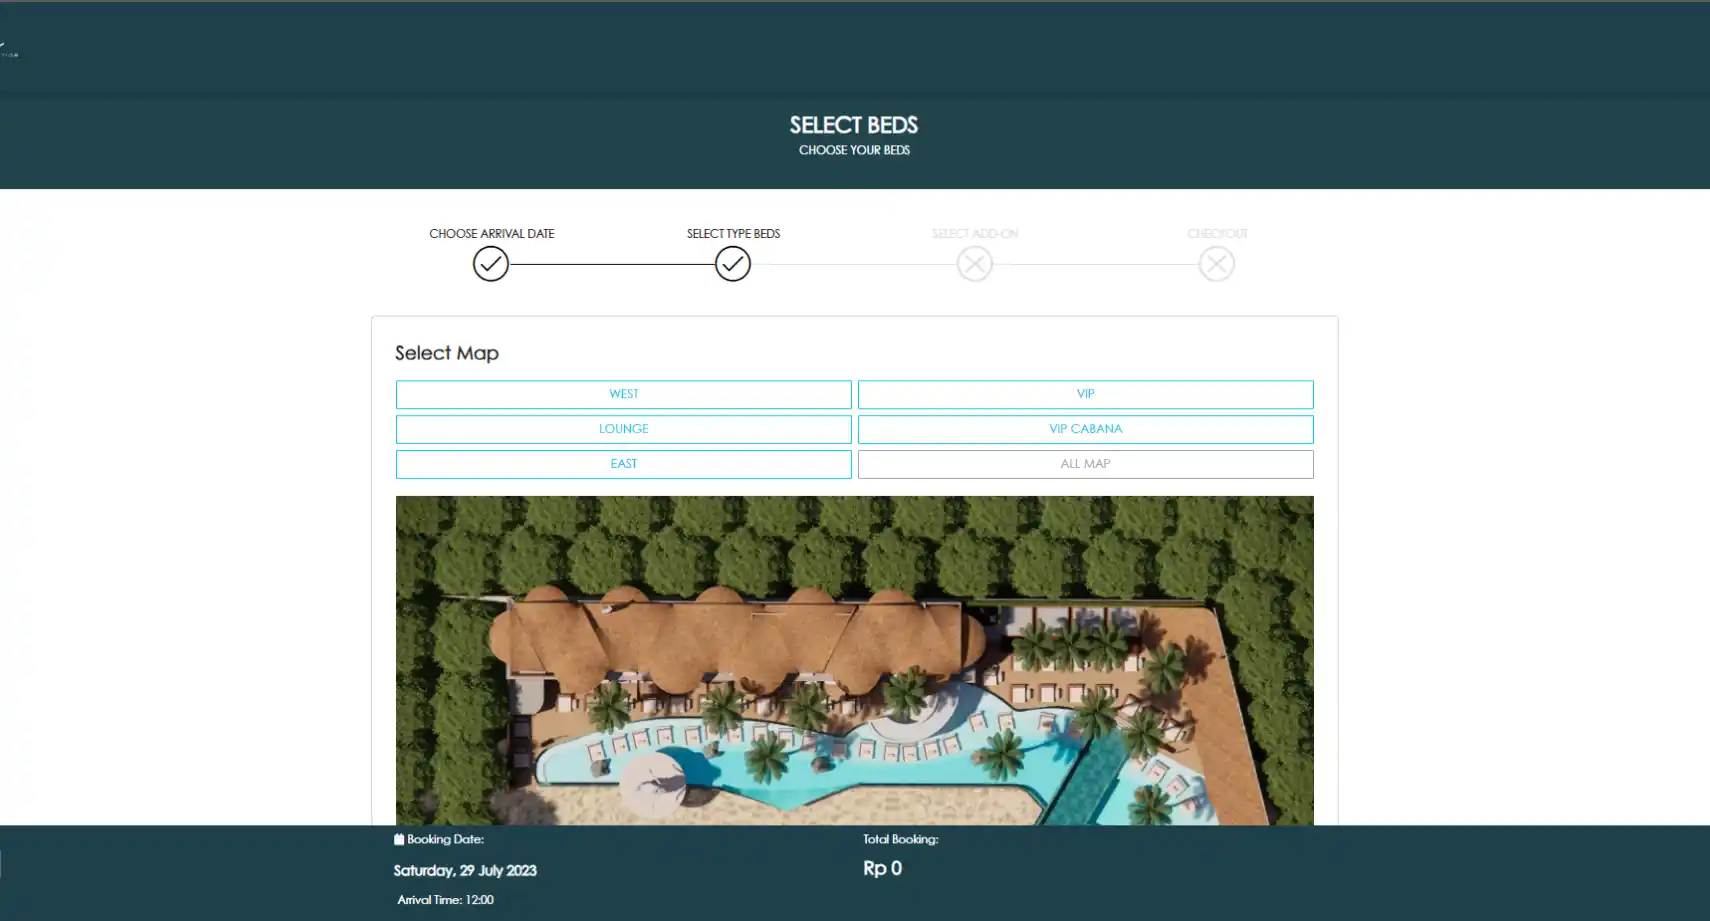 SELECT BEDS
CHOOSE YOUR BEDS
CHOOSE ARRIVAL DATE
SELECT TYPE BEDS
SELECT ADD-ON
CHECKOUT
Select Map
WEST
VIP
LOUNGE
VIP CABANA
EAST
ALL MAP
Booking Date:
Total Booking:
Saturday, 29 July 2023
Rp 0
Arrival Time: 12:00